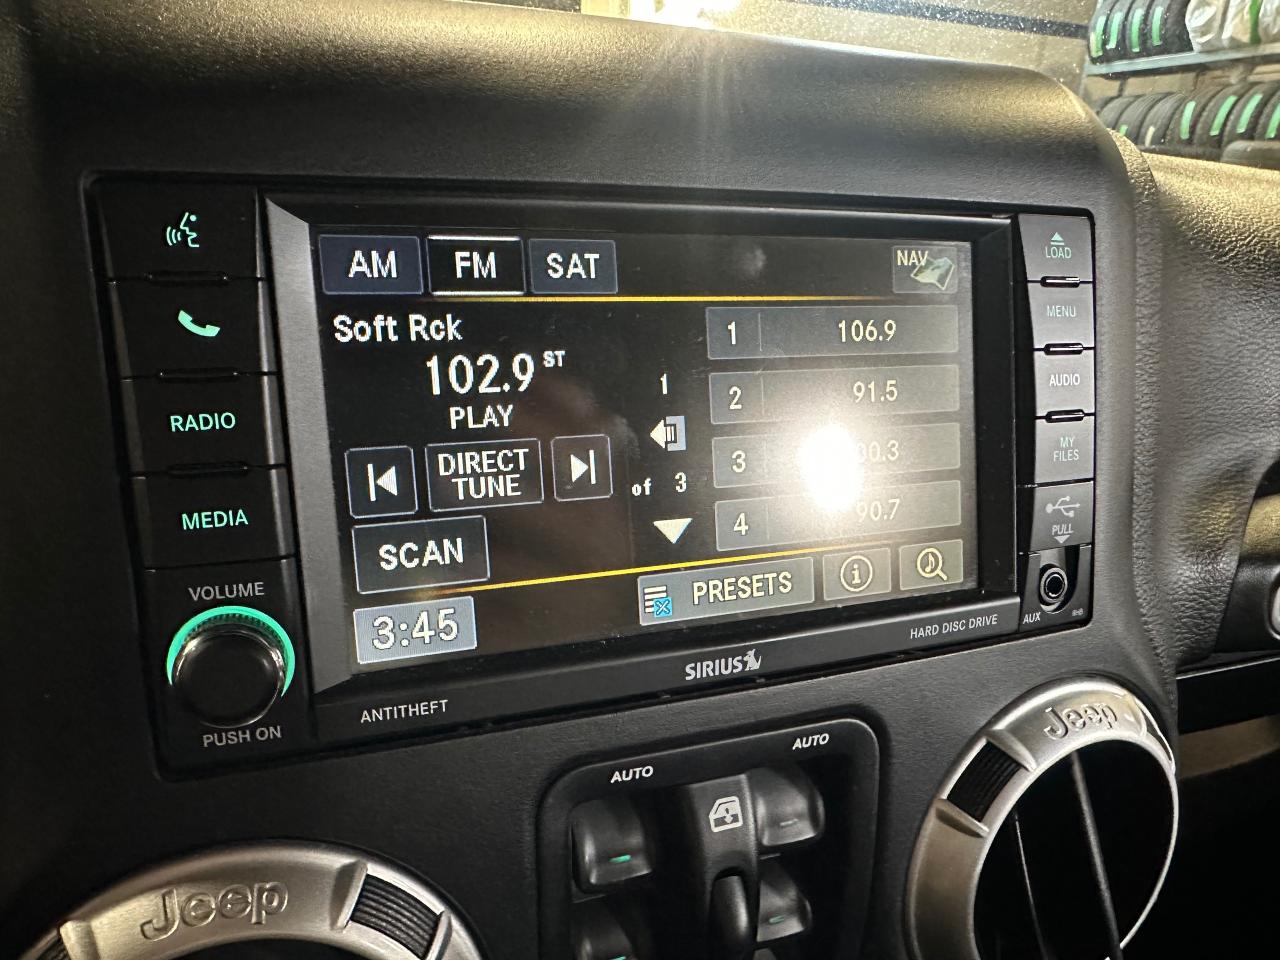 AM FM SAT NAV
Soft Rck
102.9 ST
PLAY
DIRECT
TUNE
SCAN
3:45
1
of 3
1 106.9
2 91.5
3
4 90.7
PRESETS
RADIO
MEDIA
VOLUME
PUSH ON
LOAD
MENU
AUDIO
MY
FILES
PULL
AUX
HARD DISC DRIVE
SIRIUS
ANTITHEFT
AUTO
AUTO
Jeep
Jeep